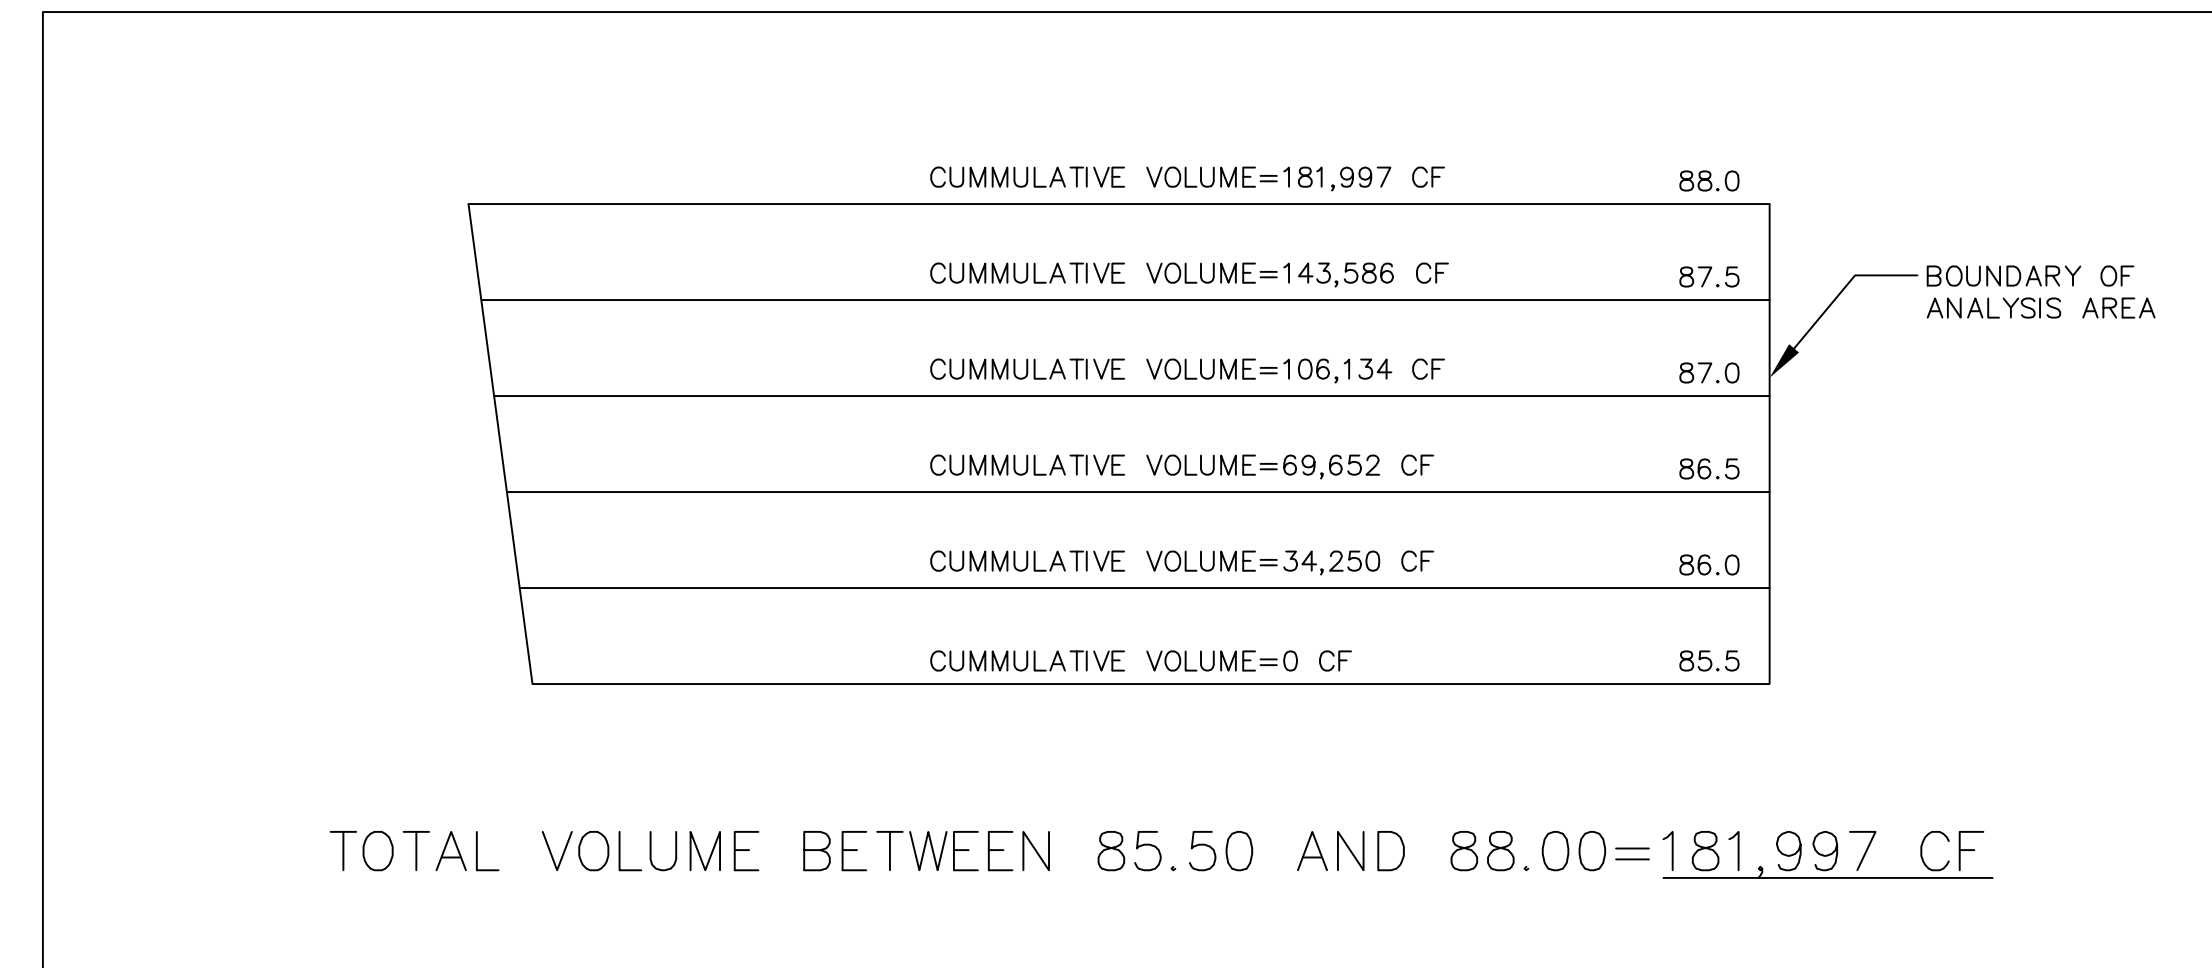 CUMMULATIVE VOLUME=181,997 CF 88.0
CUMMULATIVE VOLUME=143,586 CF 87.5
BOUNDARY OF
ANALYSIS AREA
CUMMULATIVE VOLUME=106,134 CF 87.0
CUMMULATIVE VOLUME=69,652 CF 86.5
CUMMULATIVE VOLUME=34,250 CF 86.0
CUMMULATIVE VOLUME=0 CF 85.5
TOTAL VOLUME BETWEEN 85.50 AND 88.00=181,997 CF